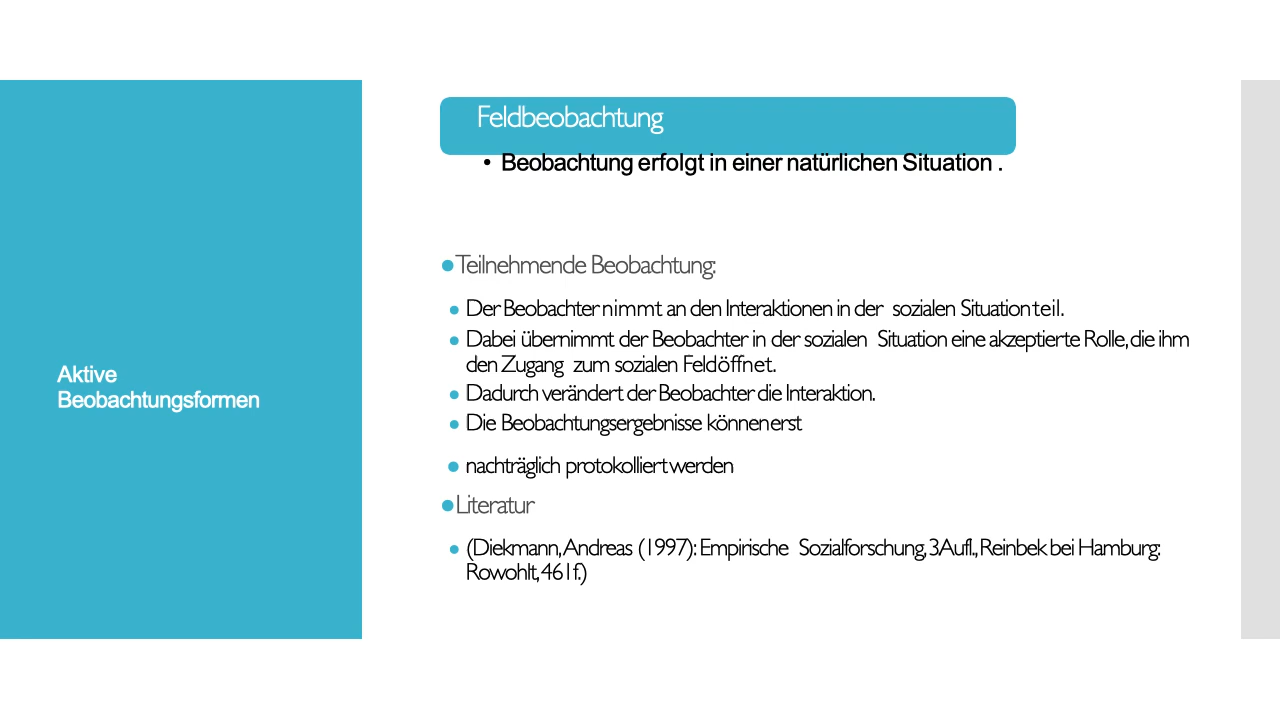 Aktive
Beobachtungsformen
Feldbeobachtung
• Beobachtung erfolgt in einer natürlichen Situation .
●Teilnehmende Beobachtung:
● Der Beobachter nimmt an den Interaktionen in der sozialen Situation teil.
● Dabei übernimmt der Beobachter in der sozialen Situation eine akzeptierte Rolle, die ihm
den Zugang zum sozialen Feld öffnet.
● Dadurch verändert der Beobachter die Interaktion.
● Die Beobachtungsergebnisse können erst
● nachträglich protokolliert werden
●Literatur
● (Diekmann, Andreas (1997): Empirische Sozialforschung, 3Aufl., Reinbek bei Hamburg:
Rowohlt, 461f.)